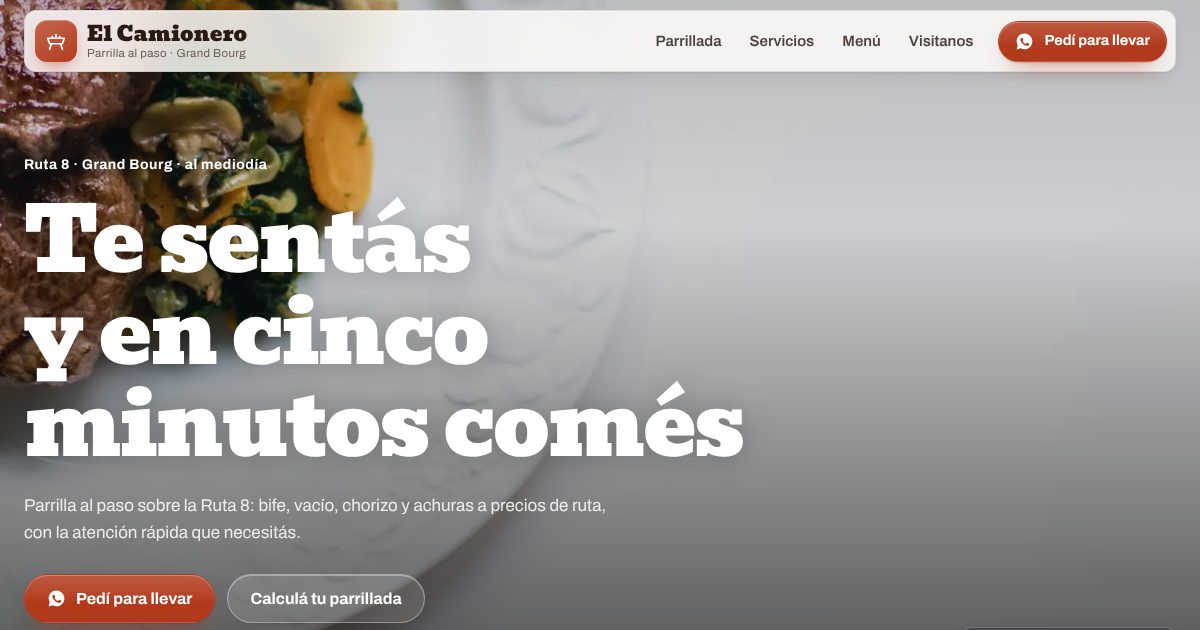 El Camionero
Parrilla al paso · Grand Bourg
Parrillada
Servicios
Menú
Visitanos
Pedí para llevar
Ruta 8 · Grand Bourg · al mediodía
Te sentás
y en cinco
minutos comés
Parrilla al paso sobre la Ruta 8: bife, vacío, chorizo y achuras a precios de ruta,
con la atención rápida que necesitás.
Pedí para llevar
Calculá tu parrillada